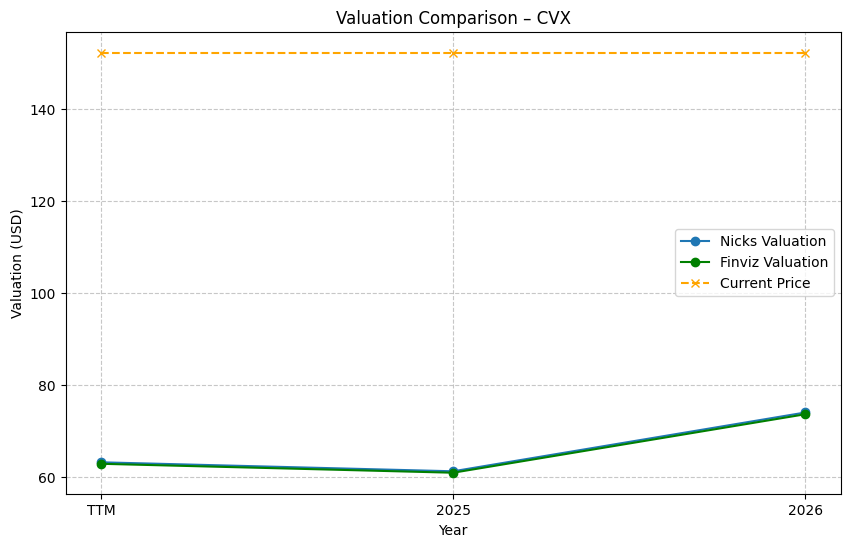 Valuation Comparison – CVX
Valuation (USD)
140
120
100
80
60
Nicks Valuation
Finviz Valuation
Current Price
TTM
2025
2026
Year